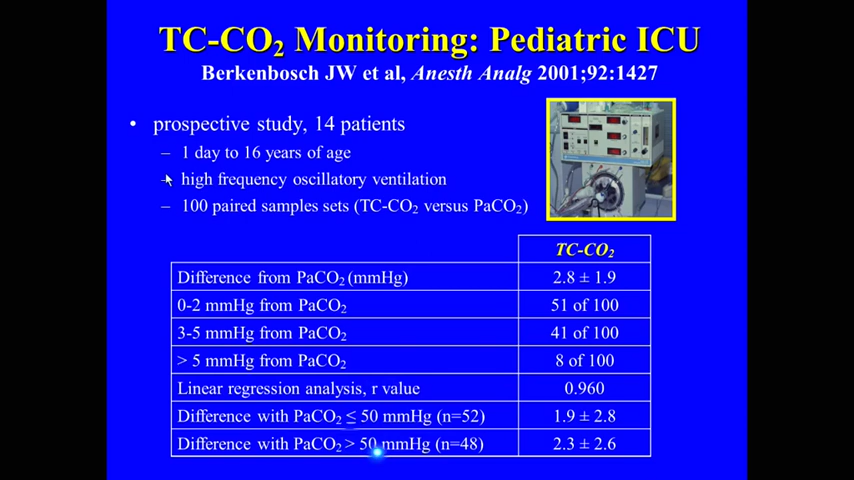 TC-CO₂ Monitoring: Pediatric ICU
Berkenbosch JW et al, Anesth Analg 2001;92:1427
• prospective study, 14 patients
– 1 day to 16 years of age
– high frequency oscillatory ventilation
– 100 paired samples sets (TC-CO₂ versus PaCO₂)
TC-CO₂
Difference from PaCO₂ (mmHg) 2.8 ± 1.9
0-2 mmHg from PaCO₂ 51 of 100
3-5 mmHg from PaCO₂ 41 of 100
> 5 mmHg from PaCO₂ 8 of 100
Linear regression analysis, r value 0.960
Difference with PaCO₂ ≤ 50 mmHg (n=52) 1.9 ± 2.8
Difference with PaCO₂ > 50 mmHg (n=48) 2.3 ± 2.6